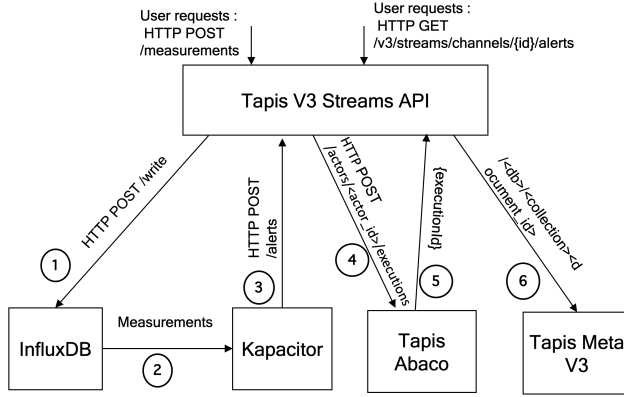 User requests :
HTTP POST
/measurements
User requests :
HTTP GET
/v3/streams/channels/{id}/alerts
Tapis V3 Streams API
HTTP POST /write
HTTP POST
/alerts
HTTP POST
/actors/<actor_id>/executions
{executionId}
/<db>/<collection><d
ocument_id>
1
2
3
4
5
6
Measurements
InfluxDB
Kapacitor
Tapis
Abaco
Tapis Meta
V3